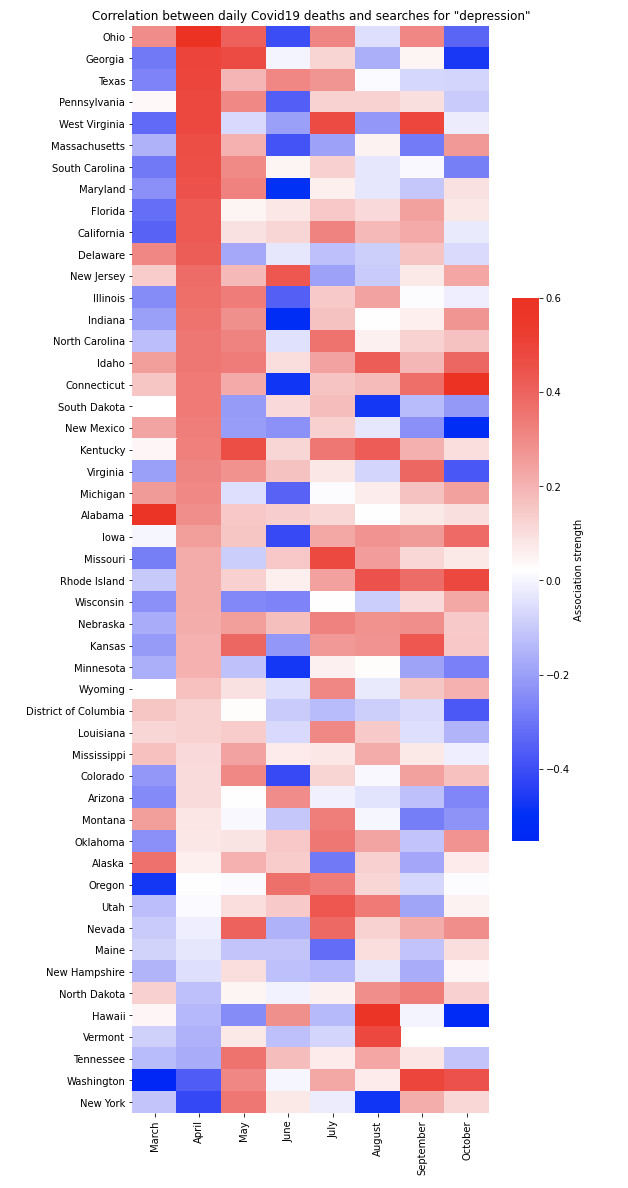 Correlation between daily Covid19 deaths and searches for "depression"
Ohio
Georgia
Texas
Pennsylvania
West Virginia
Massachusetts
South Carolina
Maryland
Florida
California
Delaware
New Jersey
Illinois
Indiana
North Carolina
Idaho
Connecticut
South Dakota
New Mexico
Kentucky
Virginia
Michigan
Alabama
Iowa
Missouri
Rhode Island
Wisconsin
Nebraska
Kansas
Minnesota
Wyoming
District of Columbia
Louisiana
Mississippi
Colorado
Arizona
Montana
Oklahoma
Alaska
Oregon
Utah
Nevada
Maine
New Hampshire
North Dakota
Hawaii
Vermont
Tennessee
Washington
New York
March
April
May
June
July
August
September
October
0.6
0.4
0.2
0.0
−0.2
−0.4
Association strength